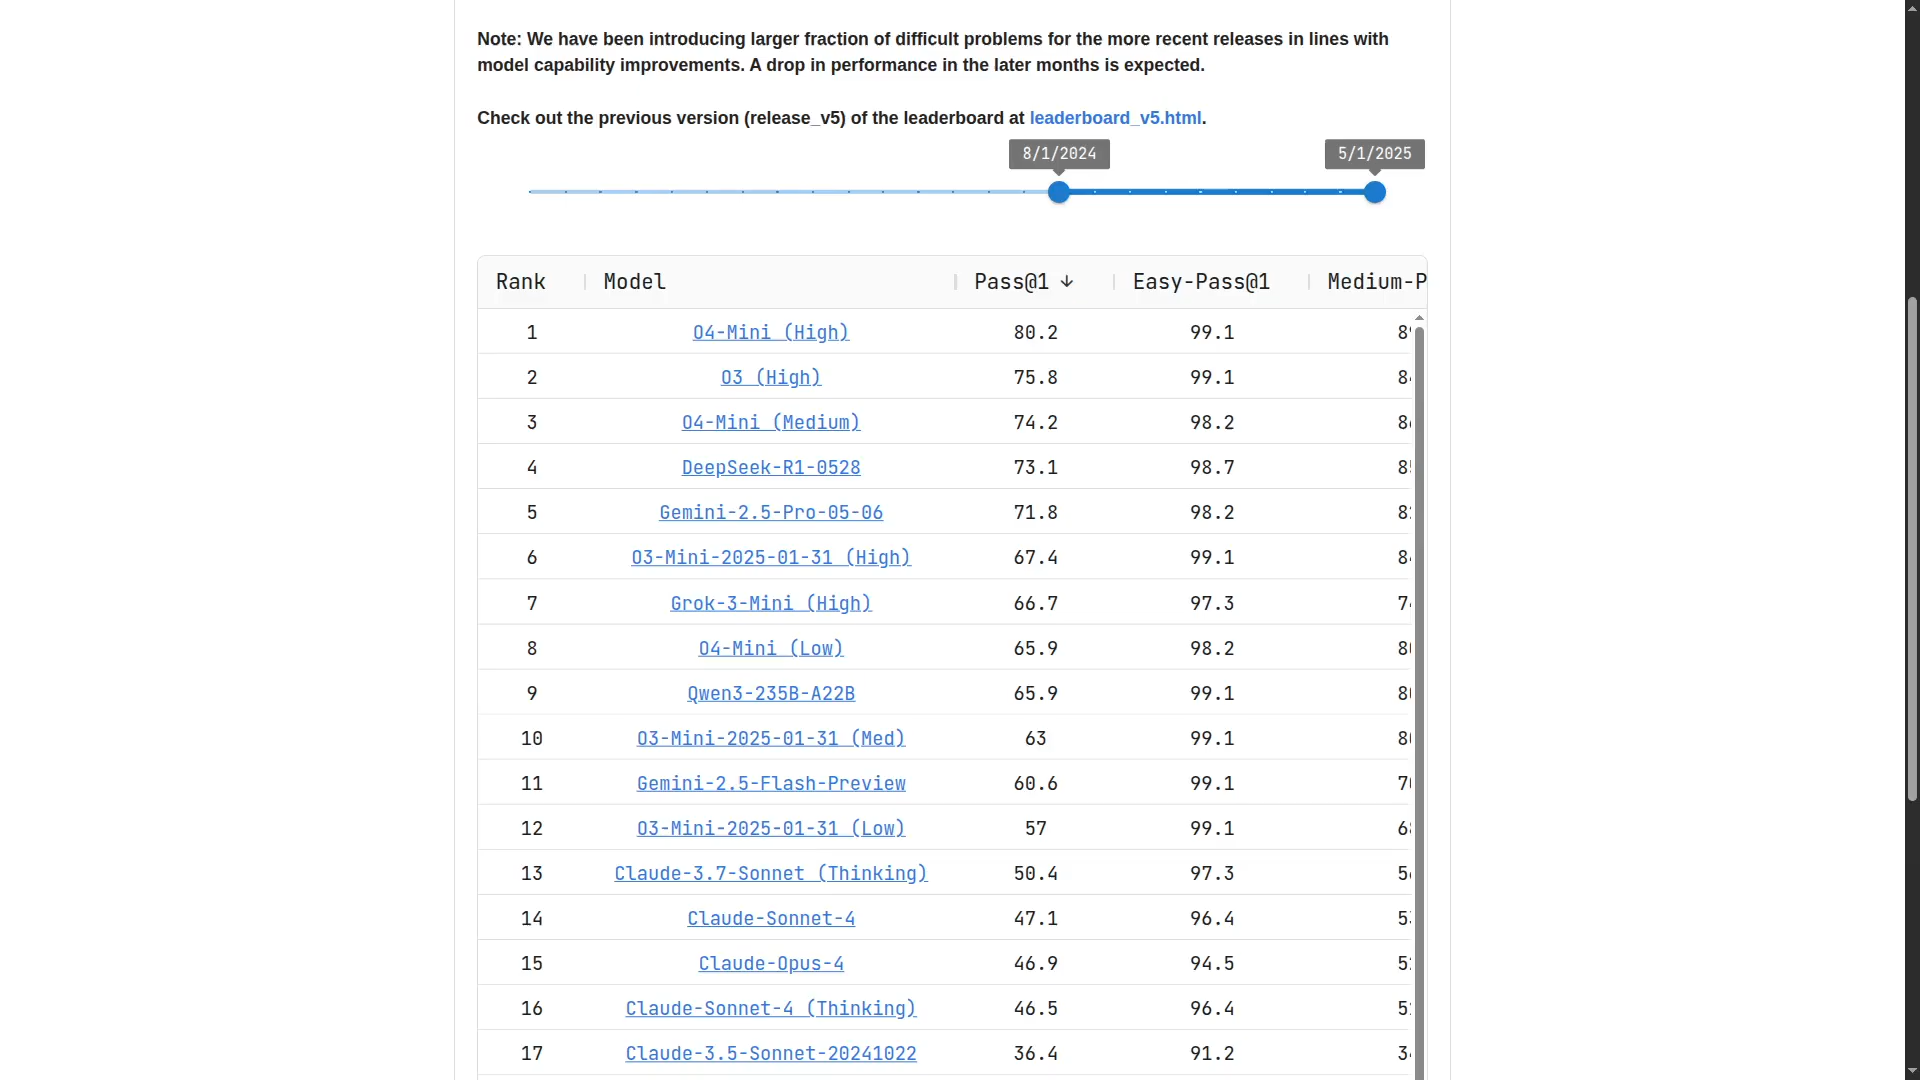 Note: We have been introducing larger fraction of difficult problems for the more recent releases in lines with
model capability improvements. A drop in performance in the later months is expected.
Check out the previous version (release_v5) of the leaderboard at leaderboard_v5.html.
8/1/2024 5/1/2025
Rank Model Pass@1 ↓ Easy-Pass@1 Medium-P
1 O4-Mini (High) 80.2 99.1
2 O3 (High) 75.8 99.1
3 O4-Mini (Medium) 74.2 98.2
4 DeepSeek-R1-0528 73.1 98.7
5 Gemini-2.5-Pro-05-06 71.8 98.2
6 O3-Mini-2025-01-31 (High) 67.4 99.1
7 Grok-3-Mini (High) 66.7 97.3
8 O4-Mini (Low) 65.9 98.2
9 Qwen3-235B-A22B 65.9 99.1
10 O3-Mini-2025-01-31 (Med) 63 99.1
11 Gemini-2.5-Flash-Preview 60.6 99.1
12 O3-Mini-2025-01-31 (Low) 57 99.1
13 Claude-3.7-Sonnet (Thinking) 50.4 97.3
14 Claude-Sonnet-4 47.1 96.4
15 Claude-Opus-4 46.9 94.5
16 Claude-Sonnet-4 (Thinking) 46.5 96.4
17 Claude-3.5-Sonnet-20241022 36.4 91.2